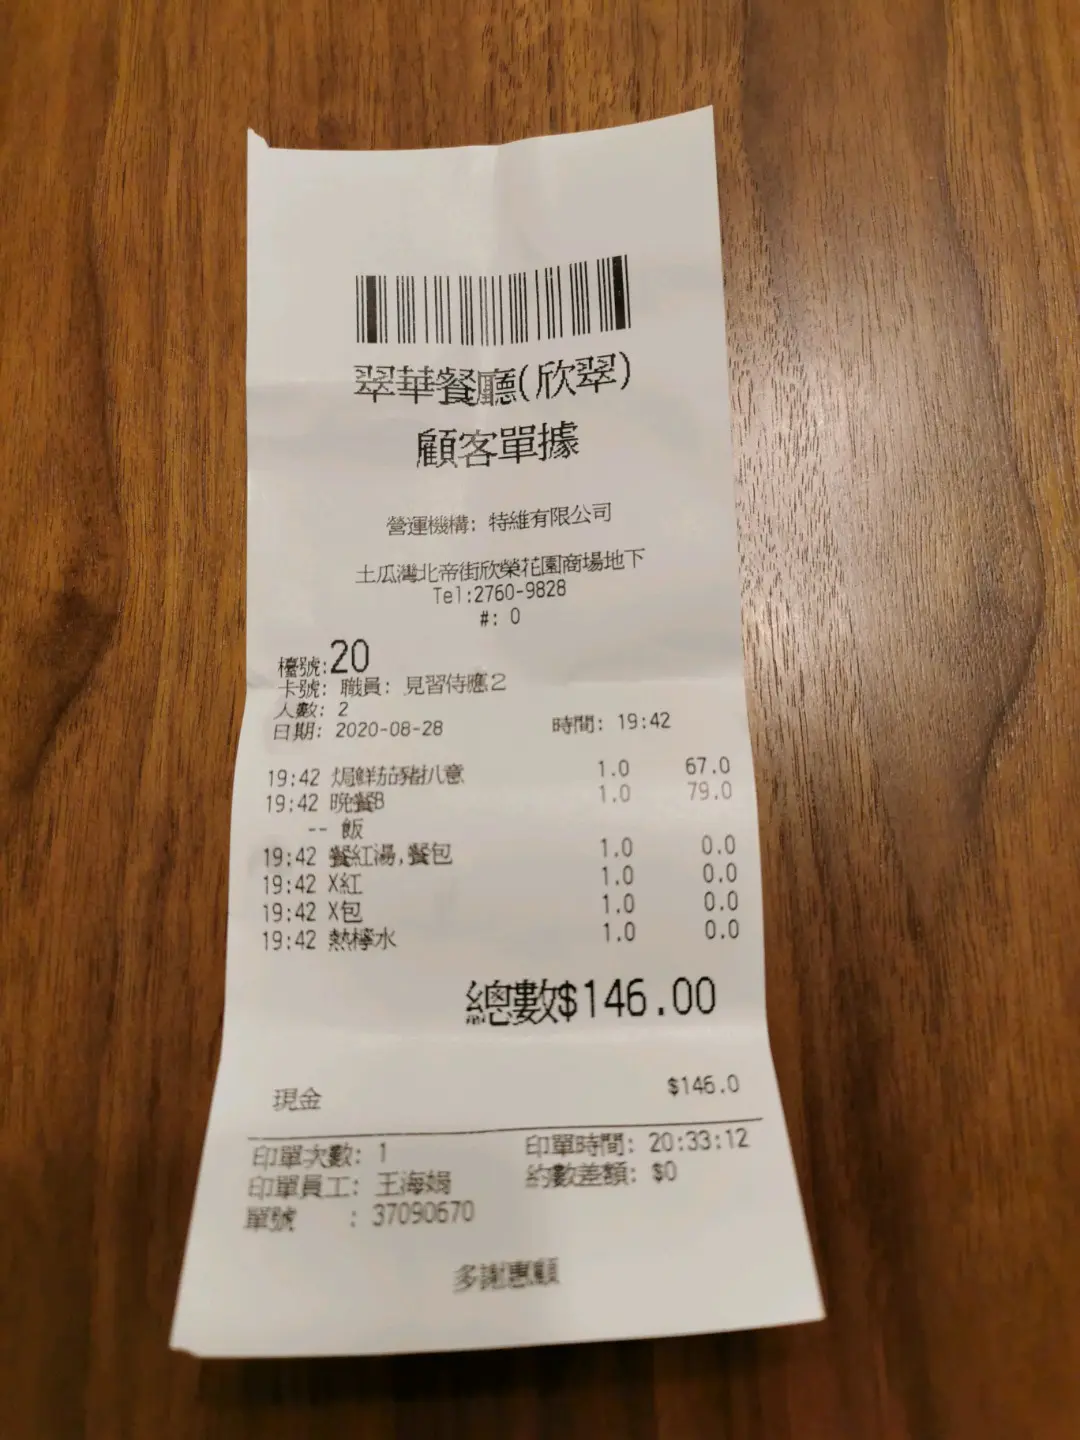 翠華餐廳(欣翠)
顧客單據
營運機構: 特維有限公司
土瓜灣北帝街欣榮花園商場地下
Tel:2760-9828
#: 0
檯號:20
卡號: 職員: 見習侍應2
人數: 2
日期: 2020-08-28 時間: 19:42
19:42 焗鮮茄豬扒意 1.0 67.0
19:42 晚餐B 1.0 79.0
-- 飯
19:42 餐紅湯,餐包 1.0 0.0
19:42 X紅 1.0 0.0
19:42 X包 1.0 0.0
19:42 熱檸水 1.0 0.0
總數$146.00
現金 $146.0
印單次數: 1 印單時間: 20:33:12
印單員工: 王海娟 約數差額: $0
單號 : 37090670
多謝惠顧